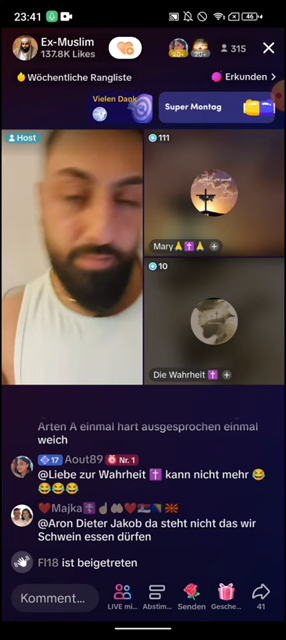 23:41
46
Ex-Muslim
137.8K Likes
40+
20+
315
Wöchentliche Rangliste
Erkunden >
Vielen Dank
Super Montag
Host
111
Mary🙏✝️🙏 +
10
Die Wahrheit ✝️ +
Arten A einmal hart ausgesprochen einmal
weich
17 Aout89 Nr. 1
@Liebe zur Wahrheit ✝️ kann nicht mehr 😂
😂😂😂
@Aron Dieter Jakob da steht nicht das wir
Schwein essen dürfen
Fl18 ist beigetreten
Komment...
LIVE mi...
Abstim...
Senden
Gesche...
41